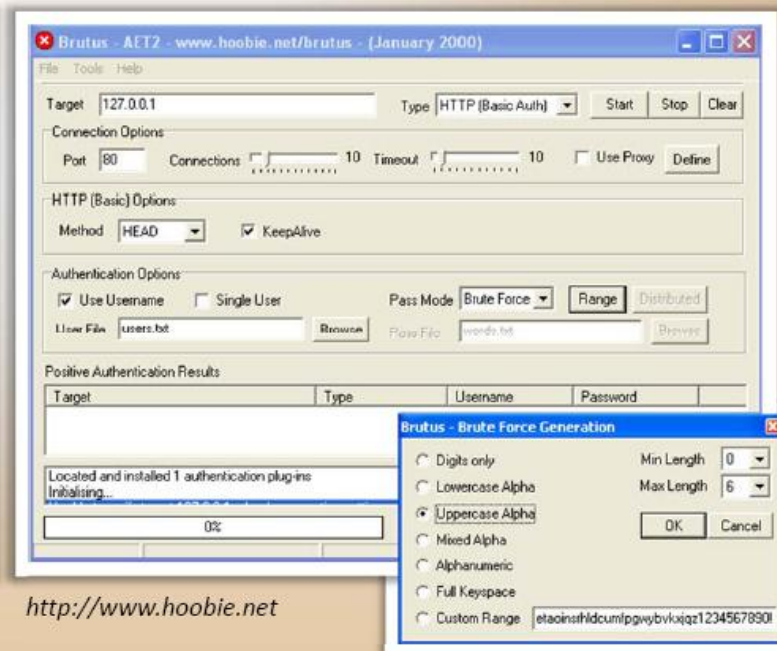 Brutus - AET2 - www.hoobie.net/brutus - (January 2000)
File Tools Help
Target 127.0.0.1 Type HTTP (Basic Auth) Start Stop Clear
Connection Options
Port 80 Connections 10 Timeout 10 Use Proxy Define
HTTP (Basic) Options
Method HEAD KeepAlive
Authentication Options
Use Username Single User Pass Mode Brute Force Range Distributed
User File users.txt Browse Pass File words.txt Browse
Positive Authentication Results
Target Type Username Password
Located and installed 1 authentication plug-ins
Initialising...
0%
Brutus - Brute Force Generation
Digits only Min Length 0
Lowercase Alpha Max Length 6
Uppercase Alpha
Mixed Alpha OK Cancel
Alphanumeric
Full Keyspace
Custom Range
http://www.hoobie.net